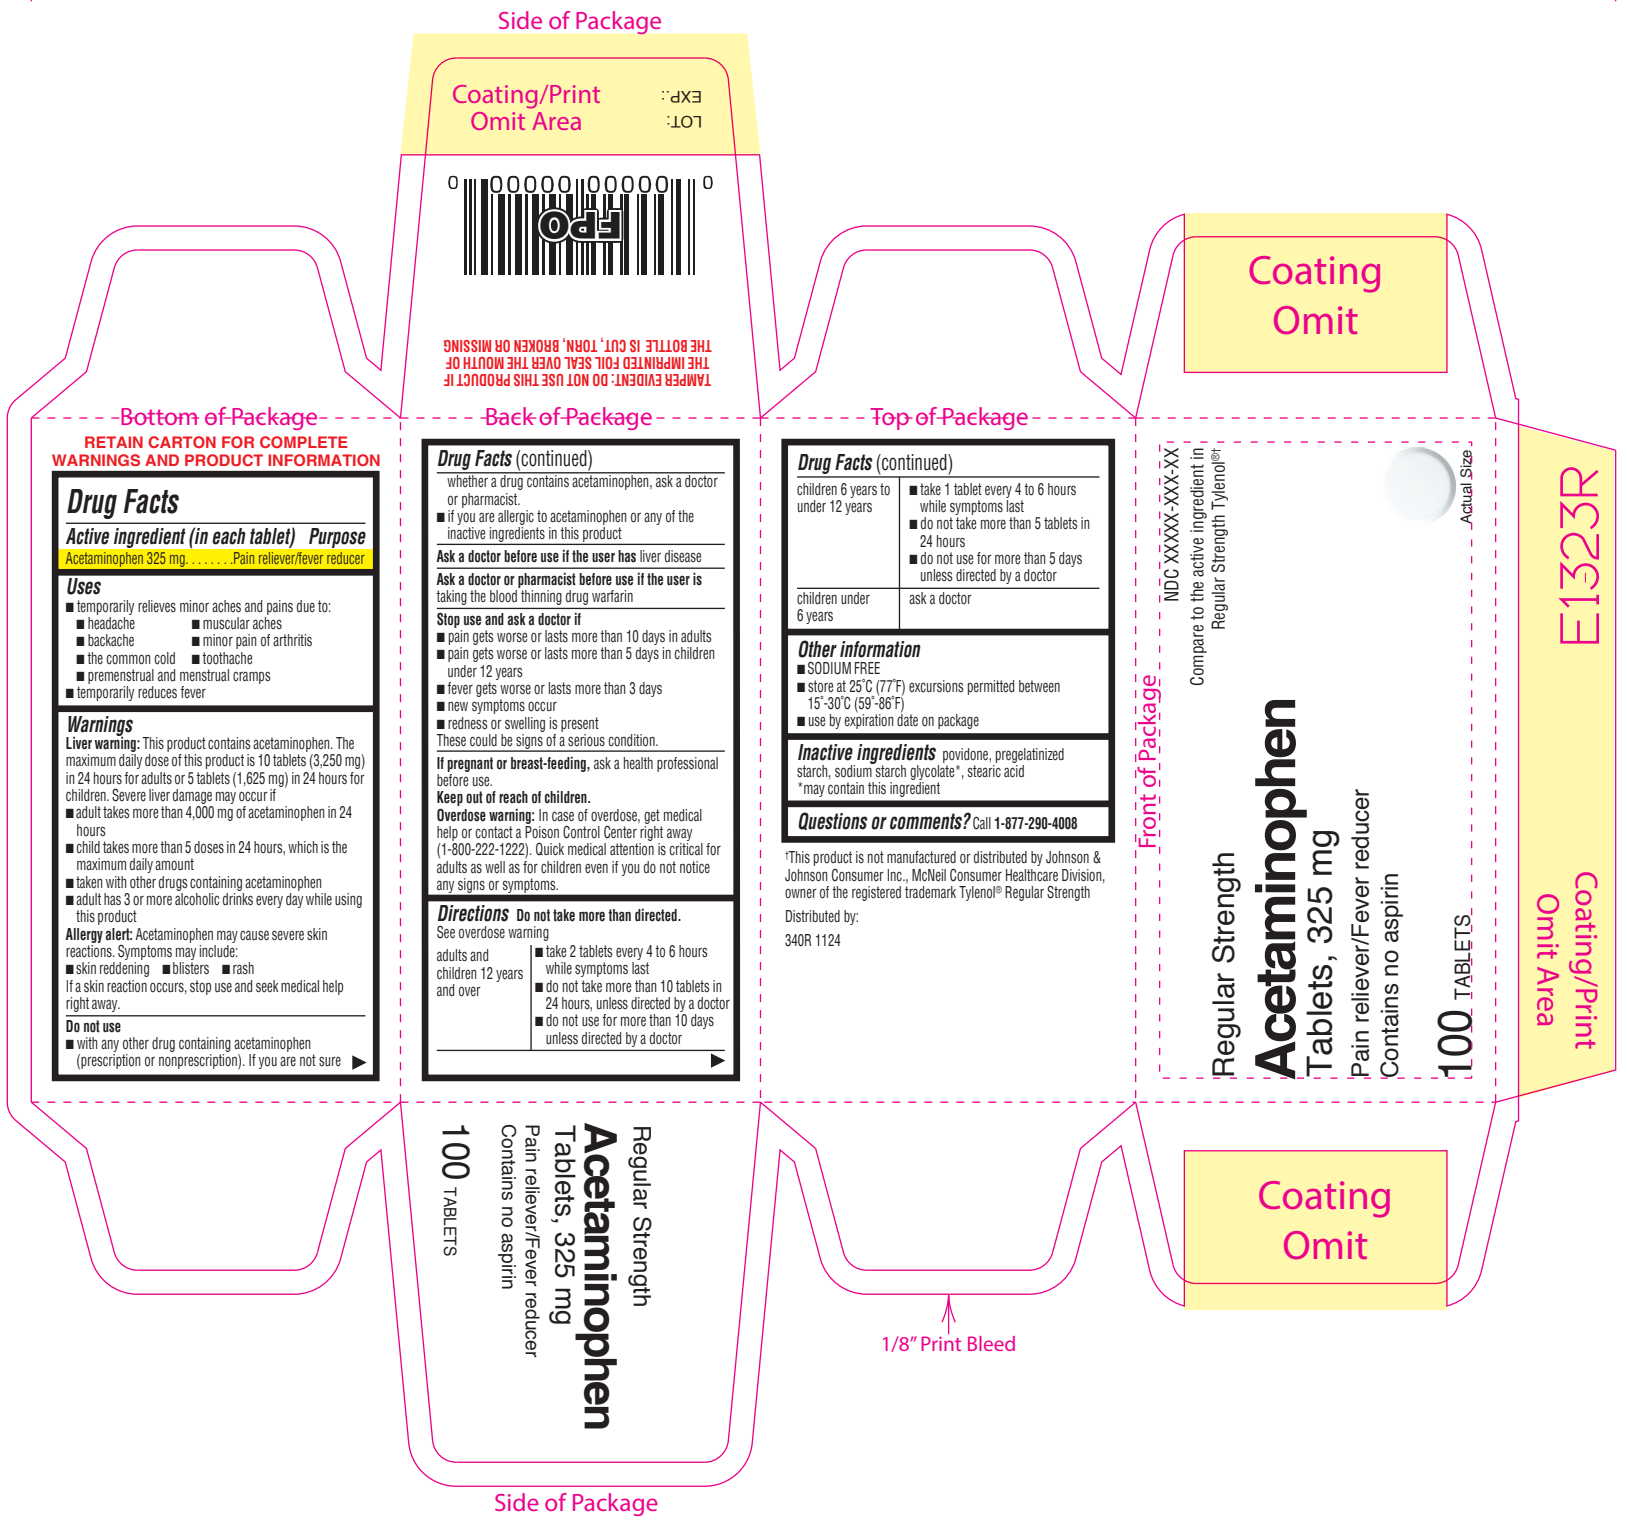 Side of Package
Coating/Print
Omit Area
LOT:
EXP.:
0 00000 00000 0
FPO
TAMPER EVIDENT: DO NOT USE THIS PRODUCT IF
THE IMPRINTED FOIL SEAL OVER THE MOUTH OF
THE BOTTLE IS CUT, TORN, BROKEN OR MISSING
Bottom of Package
RETAIN CARTON FOR COMPLETE
WARNINGS AND PRODUCT INFORMATION
Drug Facts
Active ingredient (in each tablet) Purpose
Acetaminophen 325 mg. . . . . . . .Pain reliever/fever reducer
Uses
■ temporarily relieves minor aches and pains due to:
■ headache ■ muscular aches
■ backache ■ minor pain of arthritis
■ the common cold ■ toothache
■ premenstrual and menstrual cramps
■ temporarily reduces fever
Warnings
Liver warning: This product contains acetaminophen. The
maximum daily dose of this product is 10 tablets (3,250 mg)
in 24 hours for adults or 5 tablets (1,625 mg) in 24 hours for
children. Severe liver damage may occur if
■ adult takes more than 4,000 mg of acetaminophen in 24
hours
■ child takes more than 5 doses in 24 hours, which is the
maximum daily amount
■ taken with other drugs containing acetaminophen
■ adult has 3 or more alcoholic drinks every day while using
this product
Allergy alert: Acetaminophen may cause severe skin
reactions. Symptoms may include:
■ skin reddening ■ blisters ■ rash
If a skin reaction occurs, stop use and seek medical help
right away.
Do not use
■ with any other drug containing acetaminophen
(prescription or nonprescription). If you are not sure
Back of Package
Drug Facts (continued)
whether a drug contains acetaminophen, ask a doctor
or pharmacist.
■ if you are allergic to acetaminophen or any of the
inactive ingredients in this product
Ask a doctor before use if the user has liver disease
Ask a doctor or pharmacist before use if the user is
taking the blood thinning drug warfarin
Stop use and ask a doctor if
■ pain gets worse or lasts more than 10 days in adults
■ pain gets worse or lasts more than 5 days in children
under 12 years
■ fever gets worse or lasts more than 3 days
■ new symptoms occur
■ redness or swelling is present
These could be signs of a serious condition.
If pregnant or breast-feeding, ask a health professional
before use.
Keep out of reach of children.
Overdose warning: In case of overdose, get medical
help or contact a Poison Control Center right away
(1-800-222-1222). Quick medical attention is critical for
adults as well as for children even if you do not notice
any signs or symptoms.
Directions Do not take more than directed.
See overdose warning
adults and
children 12 years
and over
■ take 2 tablets every 4 to 6 hours
while symptoms last
■ do not take more than 10 tablets in
24 hours, unless directed by a doctor
■ do not use for more than 10 days
unless directed by a doctor
Top of Package
Drug Facts (continued)
children 6 years to
under 12 years
■ take 1 tablet every 4 to 6 hours
while symptoms last
■ do not take more than 5 tablets in
24 hours
■ do not use for more than 5 days
unless directed by a doctor
children under
6 years
ask a doctor
Other information
■ SODIUM FREE
■ store at 25˚C (77˚F) excursions permitted between
15˚-30˚C (59˚-86˚F)
■ use by expiration date on package
Inactive ingredients povidone, pregelatinized
starch, sodium starch glycolate*, stearic acid
*may contain this ingredient
Questions or comments? Call 1-877-290-4008
†This product is not manufactured or distributed by Johnson &
Johnson Consumer Inc., McNeil Consumer Healthcare Division,
owner of the registered trademark Tylenol® Regular Strength
Distributed by:
340R 1124
Front of Package
NDC XXXXX-XXX-XX
Compare to the active ingredient in
Regular Strength Tylenol®†
Regular Strength
Acetaminophen
Tablets, 325 mg
Pain reliever/Fever reducer
Contains no aspirin
100 TABLETS
Actual Size
Coating
Omit
E1323R
Coating/Print
Omit Area
Coating
Omit
Regular Strength
Acetaminophen
Tablets, 325 mg
Pain reliever/Fever reducer
Contains no aspirin
100 TABLETS
Side of Package
1/8” Print Bleed